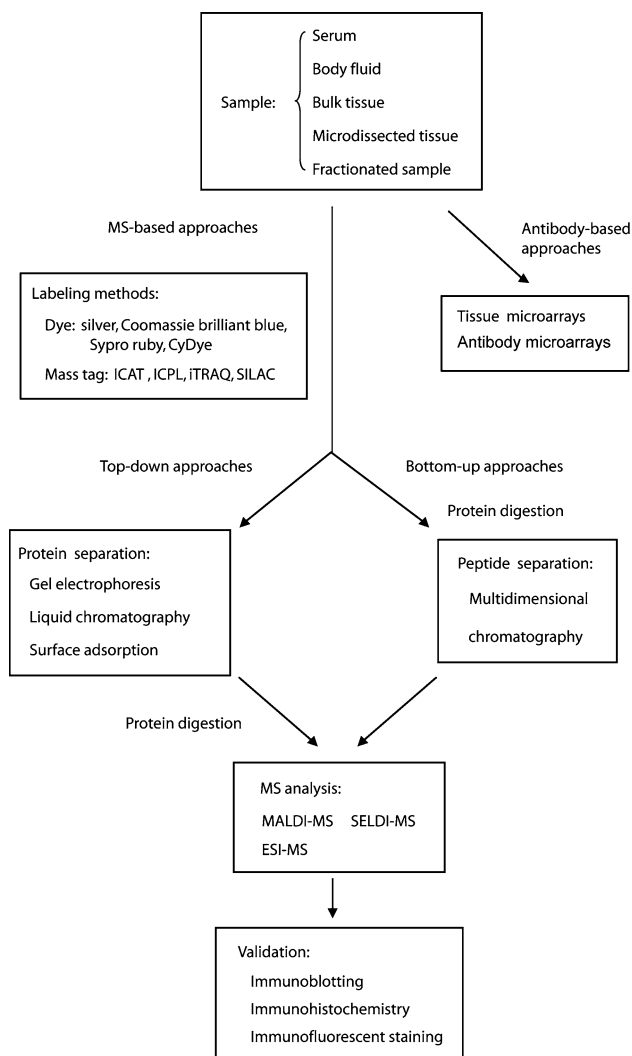 Serum
Body fluid
Sample: Bulk tissue
Microdissected tissue
Fractionated sample
MS-based approaches
Antibody-based
approaches
Labeling methods:
Dye: silver, Coomassie brilliant blue,
Sypro ruby, CyDye
Mass tag: ICAT , ICPL, iTRAQ, SILAC
Tissue microarrays
Antibody microarrays
Top-down approaches
Bottom-up approaches
Protein digestion
Protein separation:
Gel electrophoresis
Liquid chromatography
Surface adsorption
Peptide separation:
Multidimensional
chromatography
Protein digestion
MS analysis:
MALDI-MS SELDI-MS
ESI-MS
Validation:
Immunoblotting
Immunohistochemistry
Immunofluorescent staining